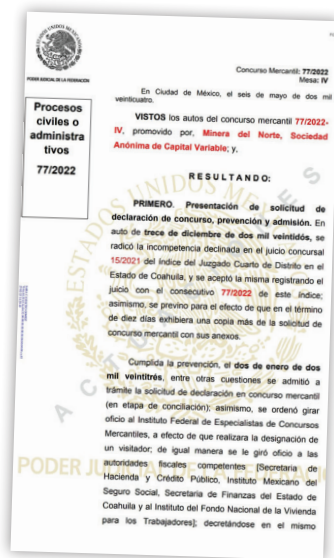 Concurso Mercantil: 77/2022
Mesa: IV
PODER JUDICIAL DE LA FEDERACIÓN
En Ciudad de México, el seis de mayo de dos mil
veinticuatro.
Procesos
civiles o
administra
tivos
77/2022
VISTOS los autos del concurso mercantil 77/2022-
IV, promovido por, Minera del Norte, Sociedad
Anónima de Capital Variable; y,
RESULTANDO:
PRIMERO. Presentación de solicitud de
declaración de concurso, prevención y admisión. En
auto de trece de diciembre de dos mil veintidós, se
radicó la incompetencia declinada en el juicio concursal
15/2021 del índice del Juzgado Cuarto de Distrito en el
Estado de Coahuila, y se aceptó la misma registrando el
juicio con el consecutivo 77/2022 de este índice;
asimismo, se previno para el efecto de que en el término
de diez días exhibiera una copia más de la solicitud de
concurso mercantil con sus anexos.
Cumplida la prevención, el dos de enero de dos
mil veintitrés, entre otras cuestiones se admitió a
trámite la solicitud de declaración en concurso mercantil
(en etapa de conciliación); asimismo, se ordenó girar
oficio al Instituto Federal de Especialistas de Concursos
Mercantiles, a efecto de que realizara la designación de
un visitador; de igual manera se le giró oficio a las
autoridades fiscales competentes [Secretaría de
Hacienda y Crédito Público, Instituto Mexicano del
Seguro Social, Secretaría de Finanzas del Estado de
Coahuila y al Instituto del Fondo Nacional de la Vivienda
para los Trabajadores]; decretándose en el mismo